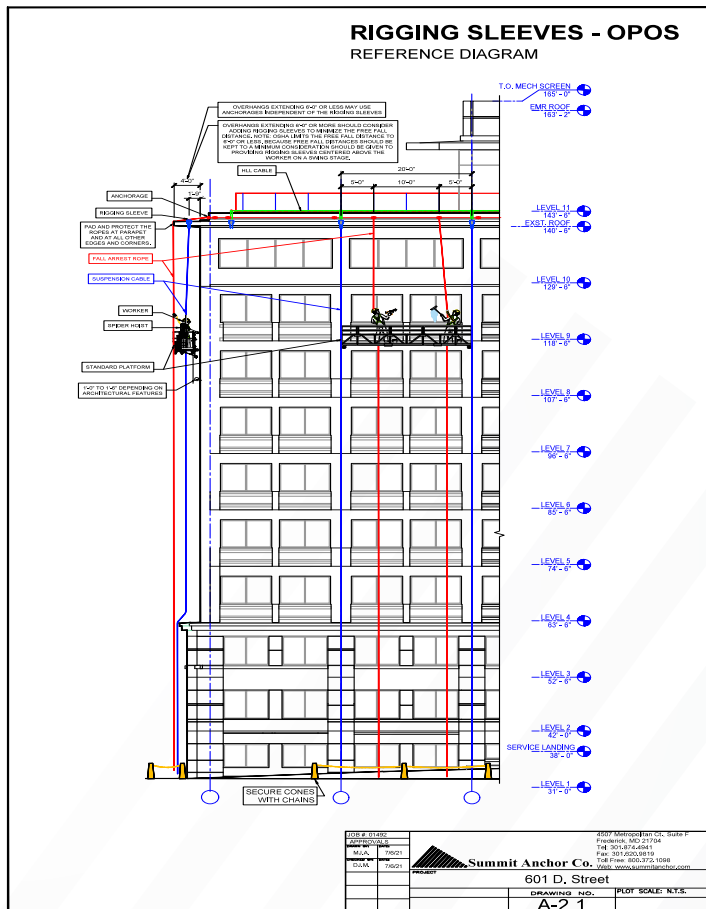 RIGGING SLEEVES - OPOS
REFERENCE DIAGRAM
T.O. MECH SCREEN
165' - 0"
EMR ROOF
163' - 2"
OVERHANGS EXTENDING 6'-0" OR LESS MAY USE
ANCHORAGES INDEPENDENT OF THE RIGGING SLEEVES
OVERHANGS EXTENDING 6'-0" OR MORE SHOULD CONSIDER
ADDING RIGGING SLEEVES TO MINIMIZE THE FREE FALL
DISTANCE. NOTE: OSHA LIMITS THE FREE FALL DISTANCE TO
6'-0" OR LESS, BECAUSE FREE FALL DISTANCES SHOULD BE
KEPT TO A MINIMUM CONSIDERATION SHOULD BE GIVEN TO
PROVIDING RIGGING SLEEVES CENTERED ABOVE THE
WORKER ON A SWING STAGE.
HLL CABLE
20'-0"
4'-0"
5'-0"
10'-0"
5'-0"
1'-9"
ANCHORAGE
RIGGING SLEEVE
PAD AND PROTECT THE
ROPES AT PARAPET
AND AT ALL OTHER
EDGES AND CORNERS.
FALL ARREST ROPE
SUSPENSION CABLE
WORKER
SPIDER HOIST
STANDARD PLATFORM
1'-0" TO 1'-6" DEPENDING ON
ARCHITECTURAL FEATURES
LEVEL 11
143' - 6"
EXST. ROOF
140' - 6"
LEVEL 10
129' - 6"
LEVEL 9
118' - 6"
LEVEL 8
107' - 6"
LEVEL 7
96' - 6"
LEVEL 6
85' - 6"
LEVEL 5
74' - 6"
LEVEL 4
63' - 6"
LEVEL 3
52' - 6"
LEVEL 2
42' - 0"
SERVICE LANDING
38' - 0"
LEVEL 1
31' - 0"
SECURE CONES
WITH CHAINS
JOB #: 01492
APPROVALS
DRAWN BY: DATE:
M.I.A. 7/6/21
DATE:
D.J.M. 7/6/21
Summit Anchor Co.
4507 Metropolitan Ct., Suite F
Frederick, MD 21704
Tel: 301.874.4941
Fax: 301.620.9819
Toll Free: 800.372.1098
Web: www.summitanchor.com
PROJECT
601 D. Street
DRAWING NO.
PLOT SCALE: N.T.S.
A-2.1